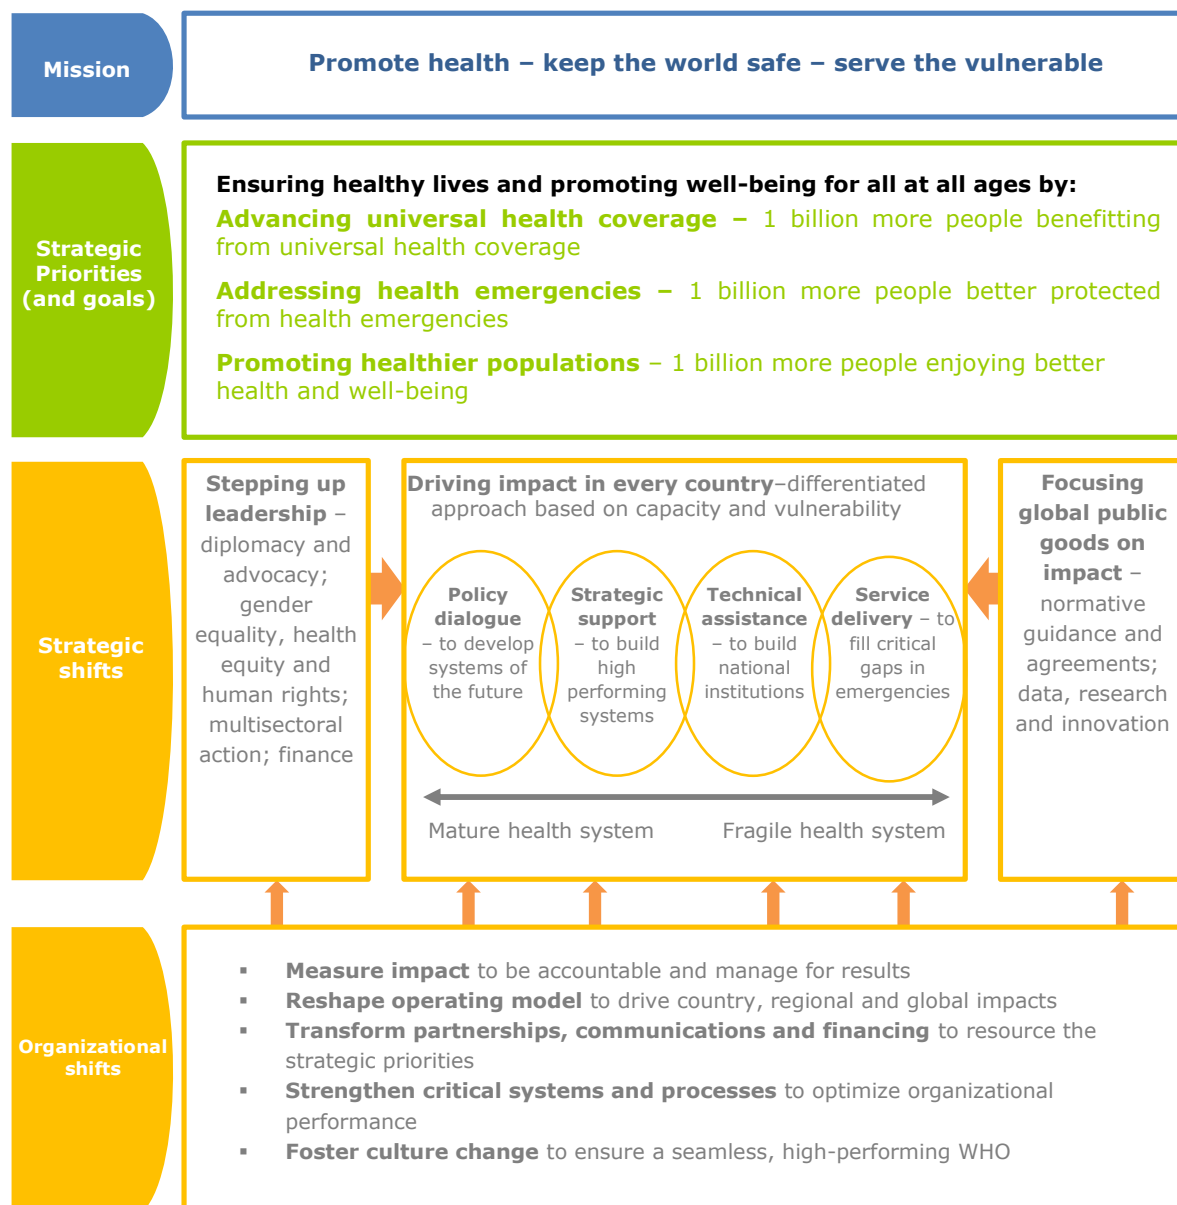 Mission
Promote health – keep the world safe – serve the vulnerable
Strategic
Priorities
(and goals)
Ensuring healthy lives and promoting well-being for all at all ages by:
Advancing universal health coverage – 1 billion more people benefitting
from universal health coverage
Addressing health emergencies – 1 billion more people better protected
from health emergencies
Promoting healthier populations – 1 billion more people enjoying better
health and well-being
Strategic
shifts
Stepping up
leadership –
diplomacy and
advocacy;
gender
equality, health
equity and
human rights;
multisectoral
action; finance
Driving impact in every country–differentiated
approach based on capacity and vulnerability
Policy
dialogue
– to develop
systems of
the future
Strategic
support
– to build
high
performing
systems
Technical
assistance
– to build
national
institutions
Service
delivery – to
fill critical
gaps in
emergencies
Mature health system
Fragile health system
Focusing
global public
goods on
impact –
normative
guidance and
agreements;
data, research
and innovation
Organizational
shifts
▪ Measure impact to be accountable and manage for results
▪ Reshape operating model to drive country, regional and global impacts
▪ Transform partnerships, communications and financing to resource the
strategic priorities
▪ Strengthen critical systems and processes to optimize organizational
performance
▪ Foster culture change to ensure a seamless, high-performing WHO